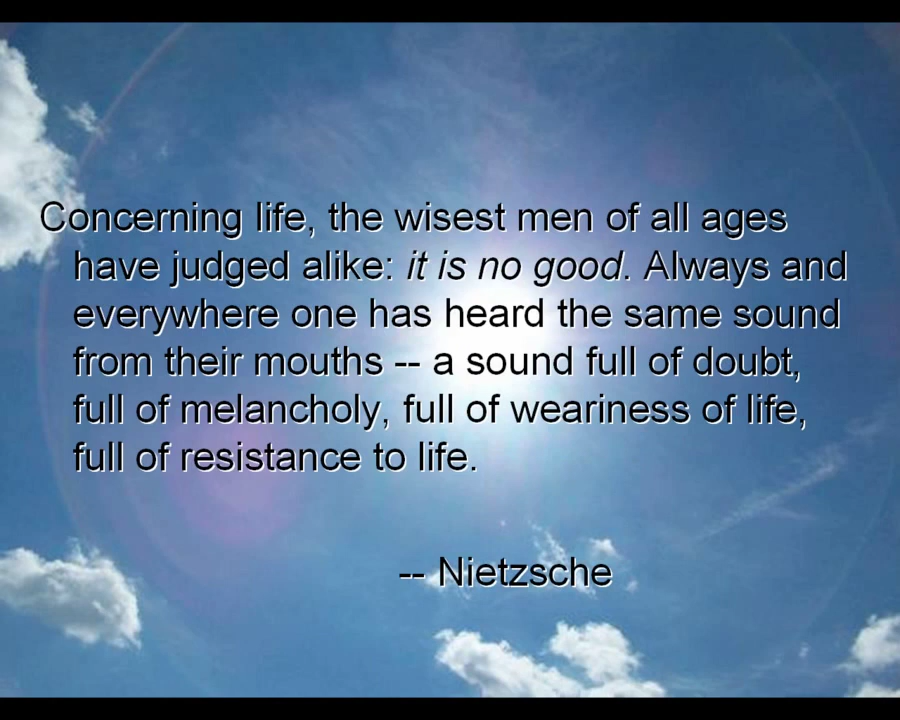 Concerning life, the wisest men of all ages
have judged alike: it is no good. Always and
everywhere one has heard the same sound
from their mouths -- a sound full of doubt,
full of melancholy, full of weariness of life,
full of resistance to life.
-- Nietzsche